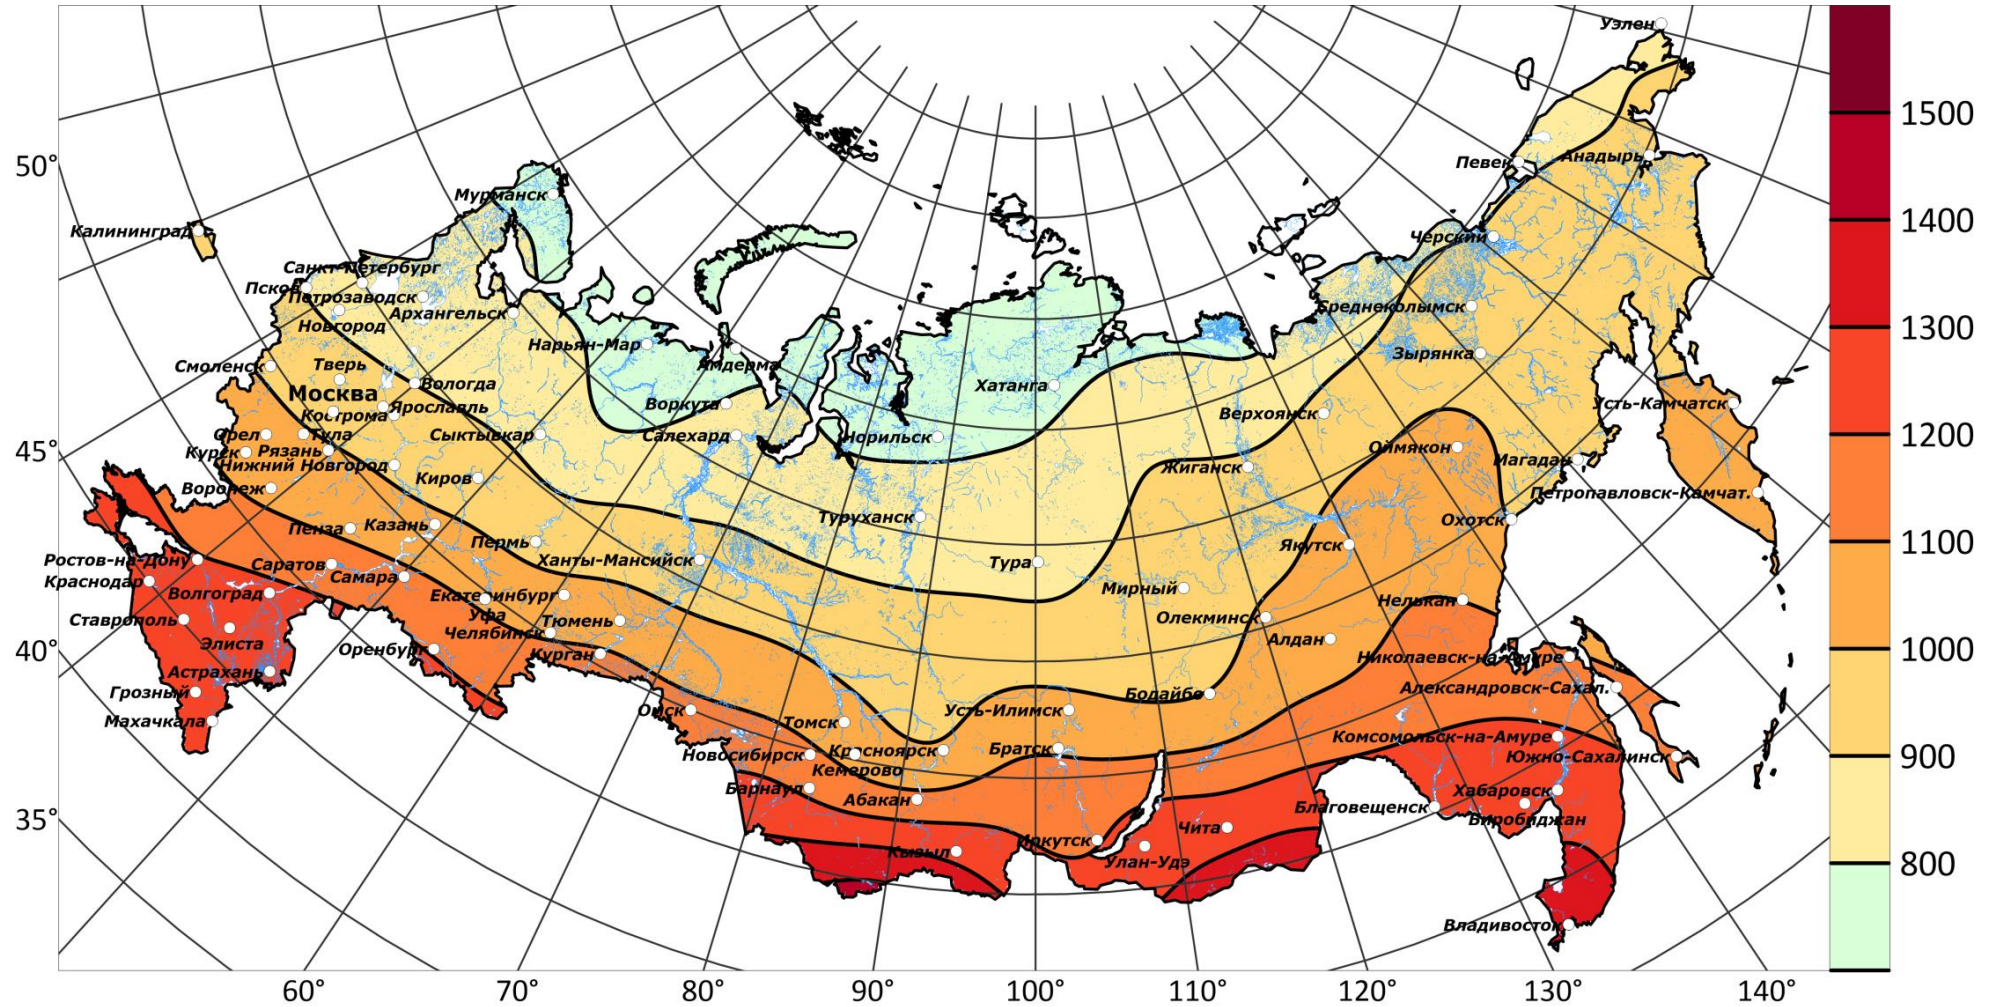 Уэлен
1500
50°
Певек
Анадырь
Мурманск
1400
Калининград
Черский
Санкт-Петербург
Псков
Петрозаводск
Архангельск
Новгород
Среднеколымск
1300
Нарьян-Мар
Зырянка
Смоленск
Тверь
Амдерма
Москва
Вологда
Хатанга
Ярославль
Кострома
Воркута
Верхоянск
Усть-Камчатск
45°
Орел
Тула
Сыктывкар
Салехард
Норильск
1200
Курск
Рязань
Оймякон
Нижний Новгород
Жиганск
Магадан
Киров
Воронеж
Петропавловск-Камчат.
Пенза
Казань
Туруханск
Охотск
Пермь
Якутск
1100
Ростов-на-Дону
Саратов
Ханты-Мансийск
Тура
Краснодар
Самара
Мирный
Волгоград
Екатеринбург
Нелькан
Ставрополь
Уфа
Тюмень
Олекминск
Челябинск
Алдан
40°
Элиста
Оренбург
Курган
Николаевск-на-Амуре
1000
Астрахань
Грозный
Бодайбо
Александровск-Сахал.
Махачкала
Омск
Томск
Усть-Илимск
Комсомольск-на-Амуре
Новосибирск
Красноярск
Братск
Южно-Сахалинск
900
Кемерово
Барнаул
Абакан
Хабаровск
35°
Благовещенск
Биробиджан
Чита
Иркутск
Кызыл
Улан-Удэ
800
Владивосток
60°
70°
80°
90°
100°
110°
120°
130°
140°